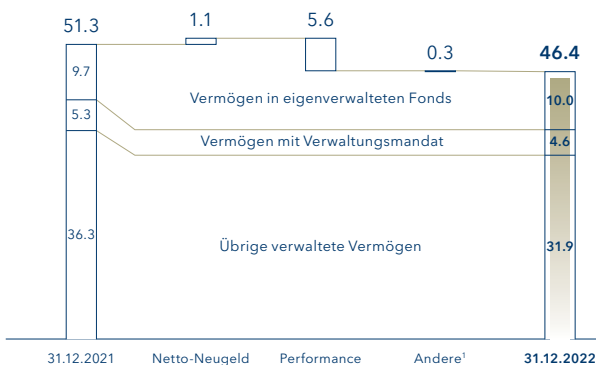 51.3 1.1 5.6 0.3 46.4
9.7 Vermögen in eigenverwalteten Fonds 10.0
5.3 Vermögen mit Verwaltungsmandat 4.6
36.3 Übrige verwaltete Vermögen 31.9
31.12.2021 Netto-Neugeld Performance Andere¹ 31.12.2022